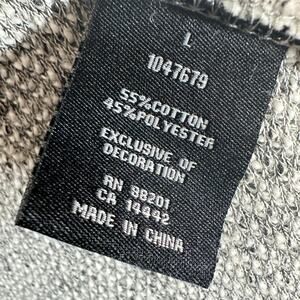 L
1047679
55%COTTON
45%POLYESTER
EXCLUSIVE OF
DECORATION
RN 88201
CA 14442
MADE IN CHINA